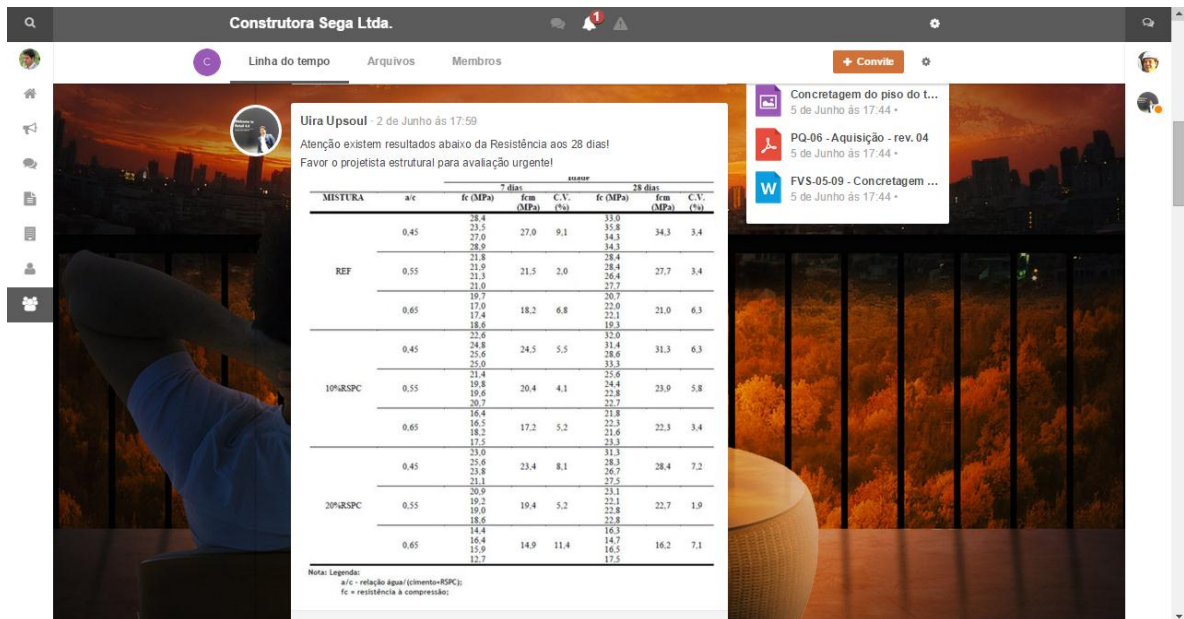 Construtora Sega Ltda.
1
C
Linha do tempo Arquivos Membros
+ Convite
Uira Upsoul · 2 de Junho ás 17:59
Atenção existem resultados abaixo da Resistência aos 28 dias!
Favor o projetista estrutural para avaliação urgente!
7 dias 28 dias
MISTURA a/c fc (MPa) fcm (MPa) C.V. (%) fc (MPa) fcm (MPa) C.V. (%)
28,4 33,0
23,5 35,8
0,45 27,0 27,0 9,1 34,3 34,3 3,4
28,9 34,3
21,8 28,4
21,9 28,4
REF 0,55 21,3 21,5 2,0 26,4 27,7 3,4
21,0 27,7
19,7 20,7
17,0 22,0
0,65 17,4 18,2 6,8 22,1 21,0 6,3
18,6 19,3
22,6 32,0
24,8 31,4
0,45 25,6 24,5 5,5 28,6 31,3 6,3
25,0 33,3
21,4 25,6
19,8 24,4
10%RSPC 0,55 19,6 20,4 4,1 22,8 23,9 5,8
20,7 22,7
16,4 21,8
16,5 22,3
0,65 18,2 17,2 5,2 21,6 22,3 3,4
17,5 23,3
23,0 31,3
25,6 28,3
0,45 23,8 23,4 8,1 26,7 28,4 7,2
21,1 27,5
20,9 23,1
19,2 22,1
20%RSPC 0,55 19,0 19,4 5,2 22,8 22,7 1,9
18,6 22,8
14,4 16,3
16,4 14,7
0,65 15,9 14,9 11,4 16,5 16,2 7,1
12,7 17,5
Nota: Legenda:
a/c - relação água/(cimento+RSPC);
fc = resistência à compressão;
Concretagem do piso do t...
5 de Junho ás 17:44 •
PQ-06 - Aquisição - rev. 04
5 de Junho ás 17:44 •
W
FVS-05-09 - Concretagem ...
5 de Junho ás 17:44 •